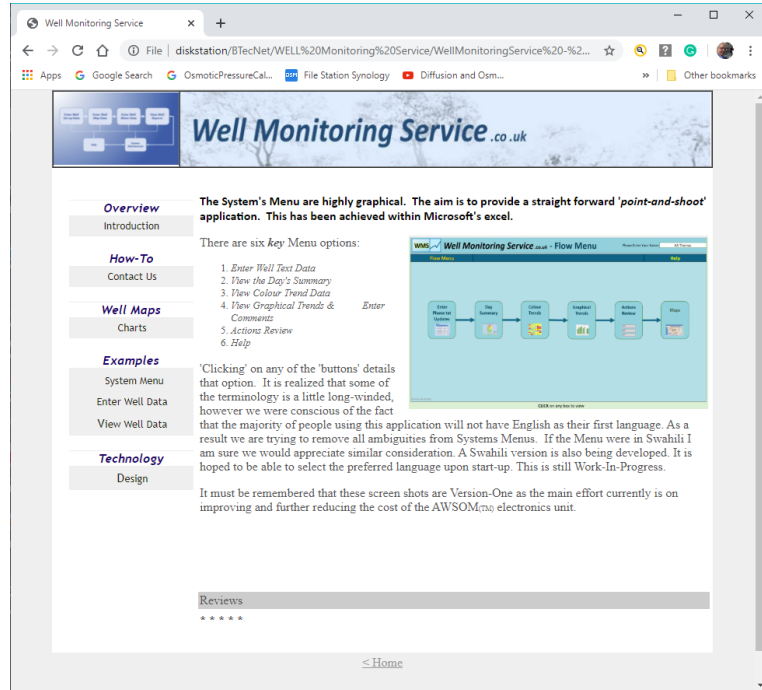 Well Monitoring Service
File | diskstation/BTecNet/WELL%20Monitoring%20Service/WellMonitoringService%20-%2...
Apps Google Search OsmoticPressureCal... File Station Synology Diffusion and Osm... » Other bookmarks
Well Monitoring Service .co .uk
Overview
Introduction
How-To
Contact Us
Well Maps
Charts
Examples
System Menu
Enter Well Data
View Well Data
Technology
Design
The System's Menu are highly graphical. The aim is to provide a straight forward 'point-and-shoot'
application. This has been achieved within Microsoft's excel.
There are six key Menu options:
1. Enter Well Text Data
2. View the Day's Summary
3. View Colour Trend Data
4. View Graphical Trends & Enter
Comments
5. Actions Review
6. Help
WMS Well Monitoring Service .co.uk - Flow Menu
Flow Menu Help
Enter
Phone txt
Updates
Day
Summary
Colour
Trends
Graphical
Trends
Actions
Review
Maps
CLICK on any box to view
'Clicking' on any of the 'buttons' details
that option. It is realized that some of
the terminology is a little long-winded,
however we were conscious of the fact
that the majority of people using this application will not have English as their first language. As a
result we are trying to remove all ambiguities from Systems Menus. If the Menu were in Swahili I
am sure we would appreciate similar consideration. A Swahili version is also being developed. It is
hoped to be able to select the preferred language upon start-up. This is still Work-In-Progress.
It must be remembered that these screen shots are Version-One as the main effort currently is on
improving and further reducing the cost of the AWSOM(TM) electronics unit.
Reviews
* * * * *
< Home